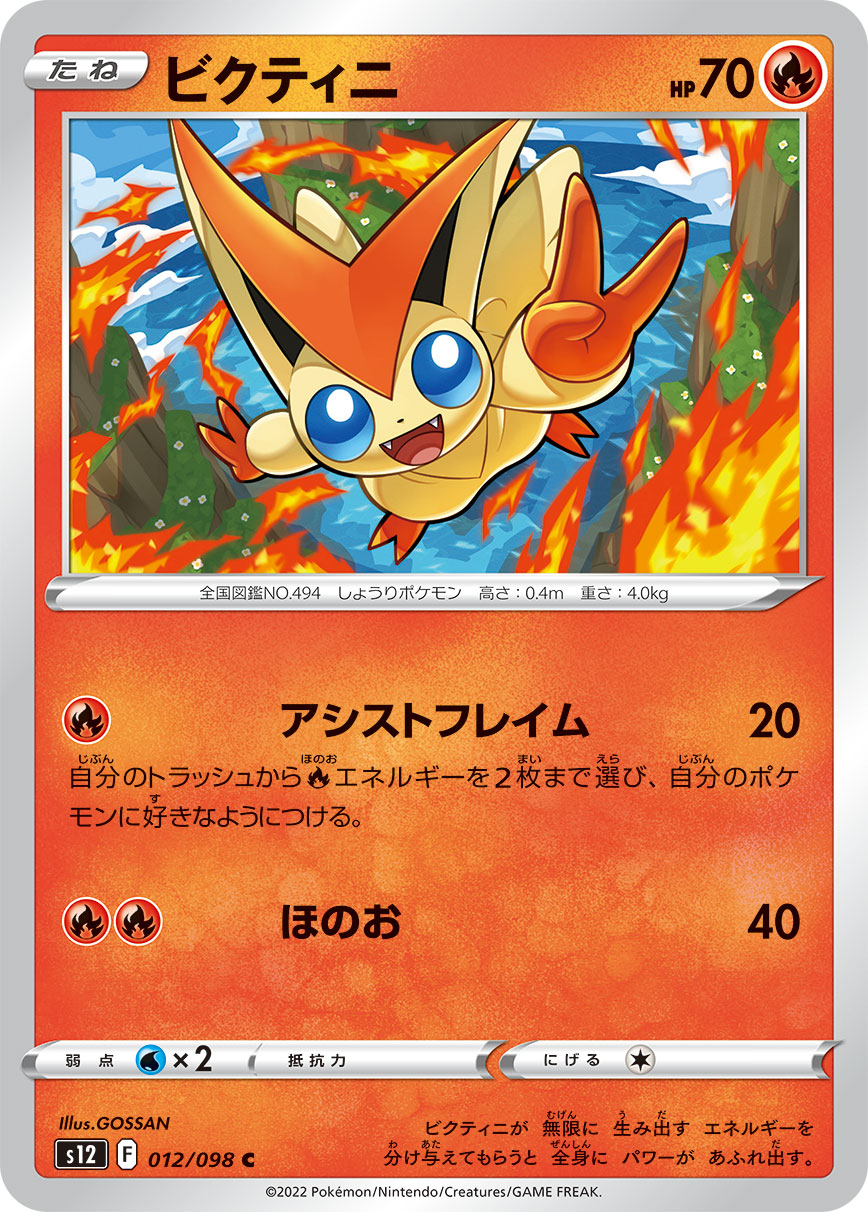 たね ビクティニ HP70
全国図鑑NO.494 しょうりポケモン 高さ：0.4m 重さ：4.0kg
アシストフレイム 20
自分のトラッシュからエネルギーを2枚まで選び、自分のポケ
モンに好きなようにつける。
ほのお 40
弱点 ×2 抵抗力 にげる
Illus.GOSSAN
s12 F 012/098 C
ビクティニが 無限に 生み出す エネルギーを
分け与えてもらうと 全身に パワーが あふれ出す。
©2022 Pokémon/Nintendo/Creatures/GAME FREAK.